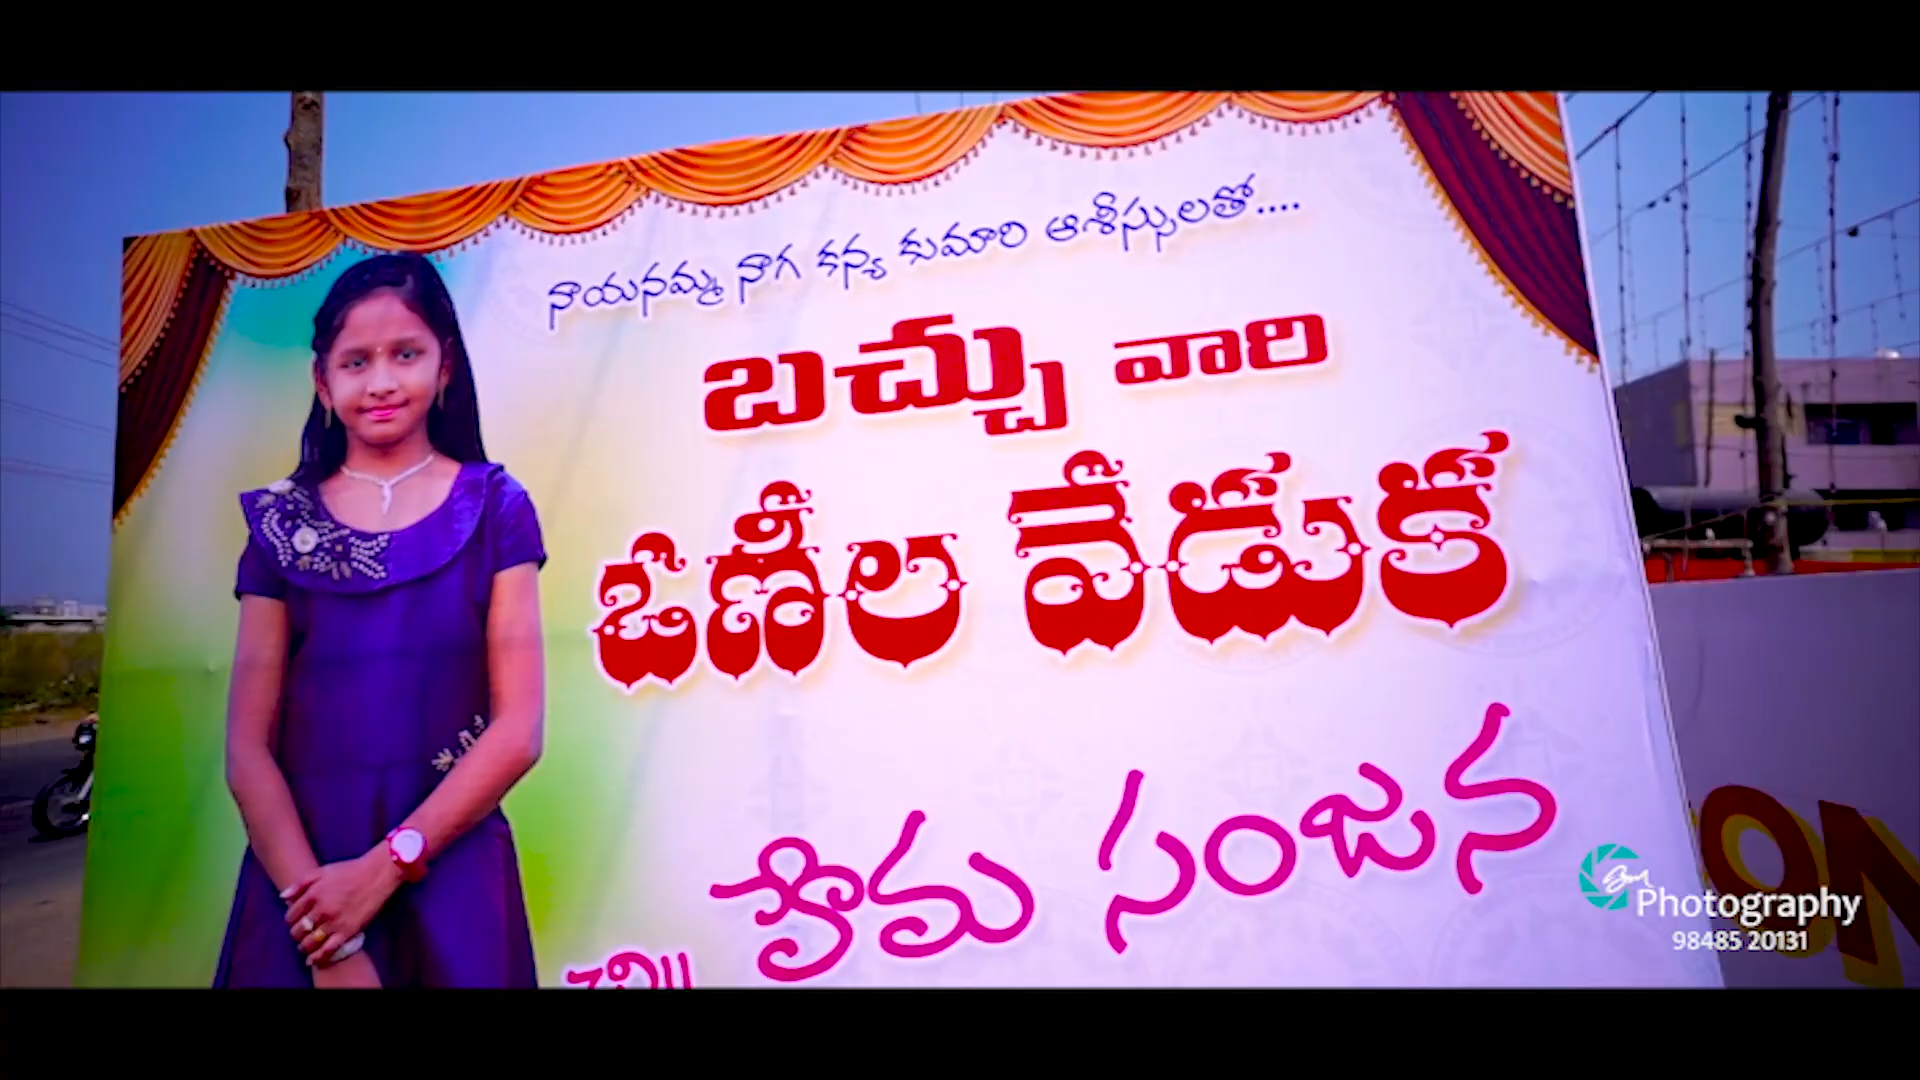 నాయనమ్మ నాగ కన్య కుమారి ఆశీస్సులతో....
బచ్చు వారి
ఓణీల వేడుక
చి॥ హేమ సంజన
Photography
98485 20131